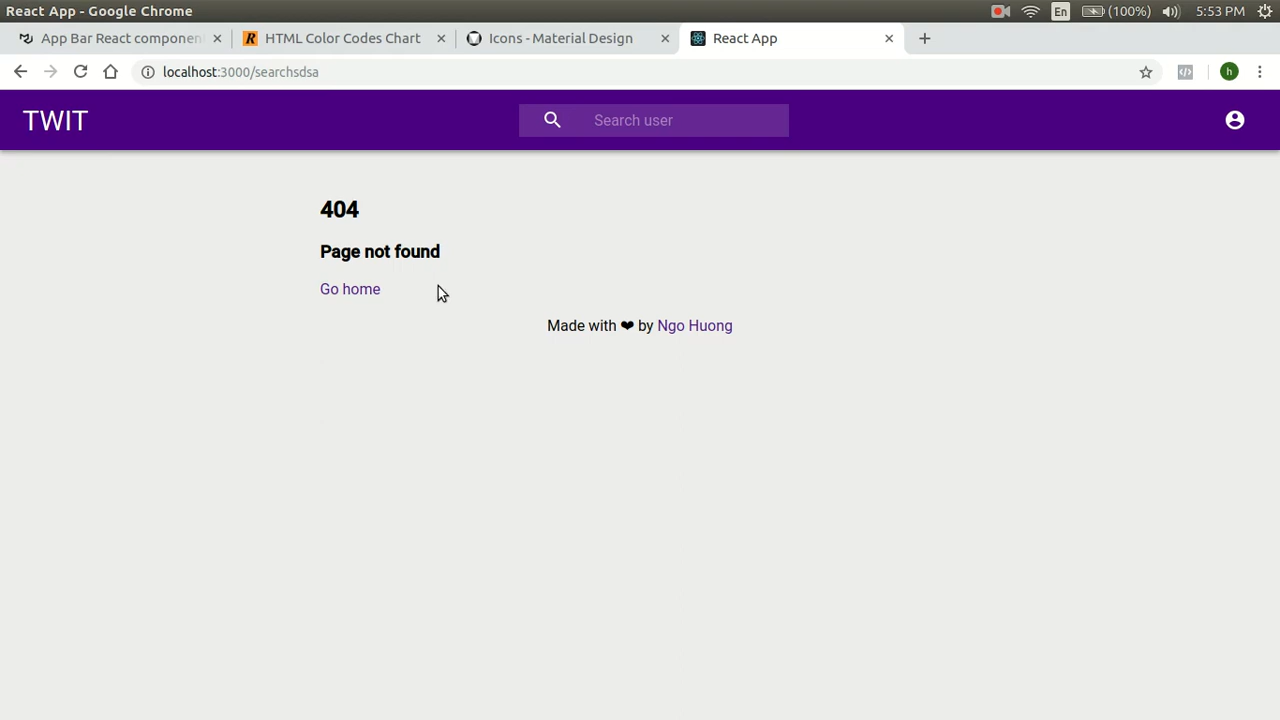 React App - Google Chrome
En (100%) 5:53 PM
App Bar React componen
HTML Color Codes Chart
Icons - Material Design
React App
localhost:3000/searchsdsa
h
TWIT
Search user
404
Page not found
Go home
Made with ❤ by Ngo Huong